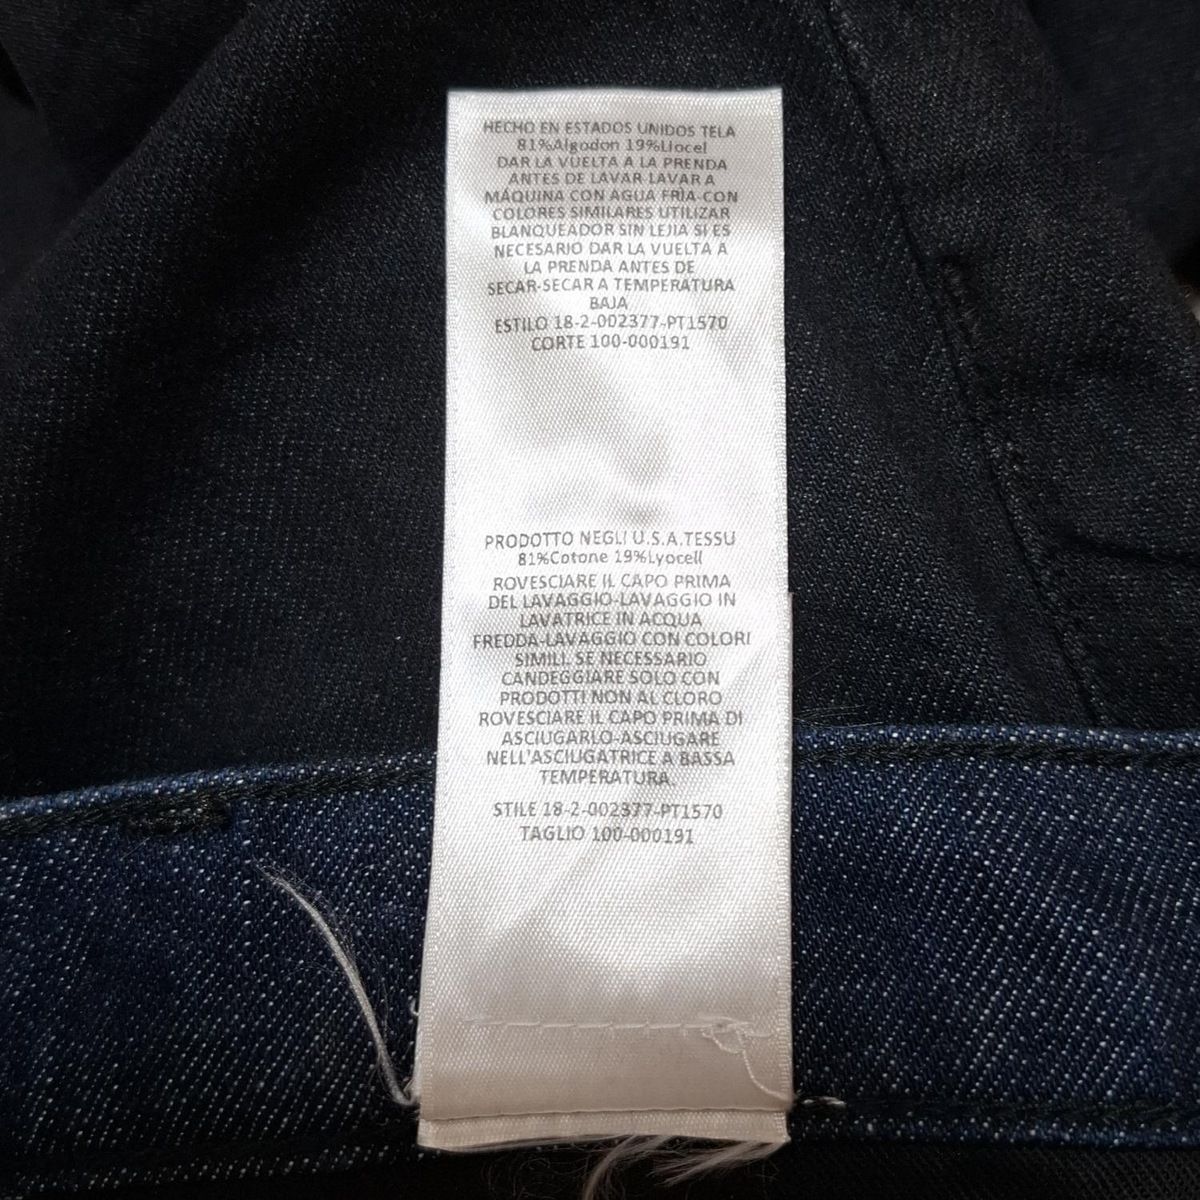 HECHO EN ESTADOS UNIDOS TELA
81%Algodon 19%Liocel
DAR LA VUELTA A LA PRENDA
ANTES DE LAVAR-LAVAR A
MÁQUINA CON AGUA FRÌA-CON
COLORES SIMILARES UTILIZAR
BLANQUEADOR SIN LEJIA SI ES
NECESARIO DAR LA VUELTA A
LA PRENDA ANTES DE
SECAR-SECAR A TEMPERATURA
BAJA
ESTILO 18-2-002377-PT1570
CORTE 100-000191
PRODOTTO NEGLI U.S.A.TESSU
81%Cotone 19%Lyocell
ROVESCIARE IL CAPO PRIMA
DEL LAVAGGIO-LAVAGGIO IN
LAVATRICE IN ACQUA
FREDDA-LAVAGGIO CON COLORI
SIMILI. SE NECESSARIO
CANDEGGIARE SOLO CON
PRODOTTI NON AL CLORO
ROVESCIARE IL CAPO PRIMA DI
ASCIUGARLO-ASCIUGARE
NELL'ASCIUGATRICE A BASSA
TEMPERATURA.
STILE 18-2-002377-PT1570
TAGLIO 100-000191